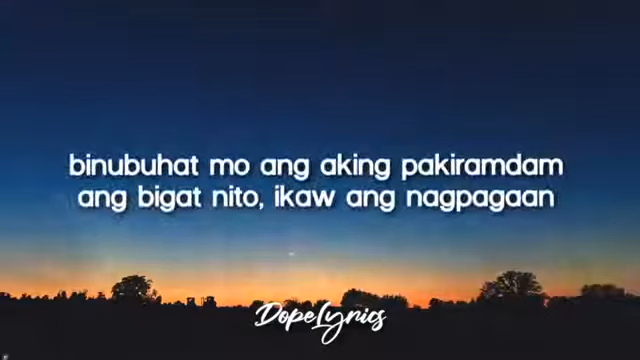 binubuhat mo ang aking pakiramdam
ang bigat nito, ikaw ang nagpagaan
DopeLyrics